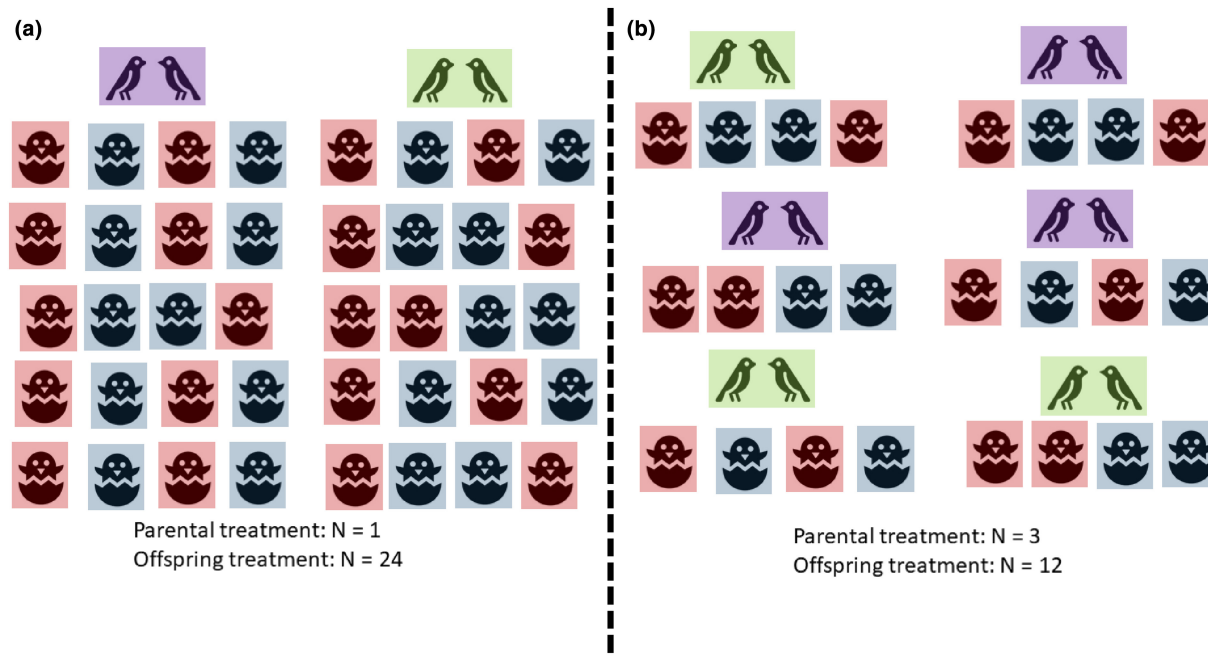 (a)
(b)
Parental treatment: N = 1
Offspring treatment: N = 24
Parental treatment: N = 3
Offspring treatment: N = 12